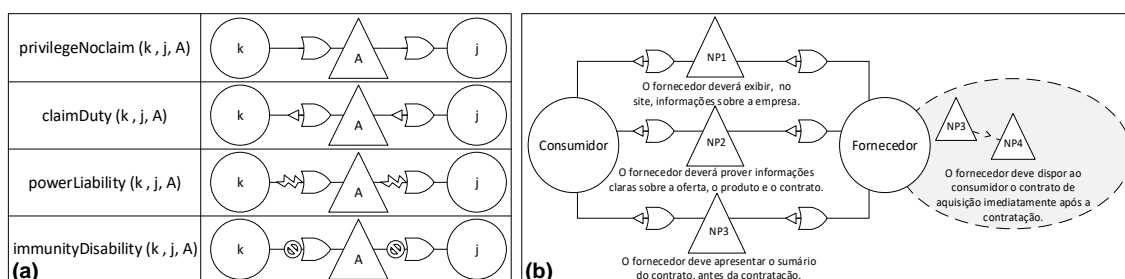 privilegeNoclaim (k , j, A)
k
A
j
claimDuty (k , j, A)
k
A
j
powerLiability (k , j, A)
k
A
j
immunityDisability (k , j, A)
k
A
j
(a)
NP1
O fornecedor deverá exibir, no
site, informações sobre a empresa.
Consumidor
NP2
O fornecedor deverá prover informações
claras sobre a oferta, o produto e o contrato.
NP3
O fornecedor deve apresentar o sumário
do contrato, antes da contratação.
Fornecedor
NP3
NP4
O fornecedor deve dispor ao
consumidor o contrato de
aquisição imediatamente após a
contratação.
(b)